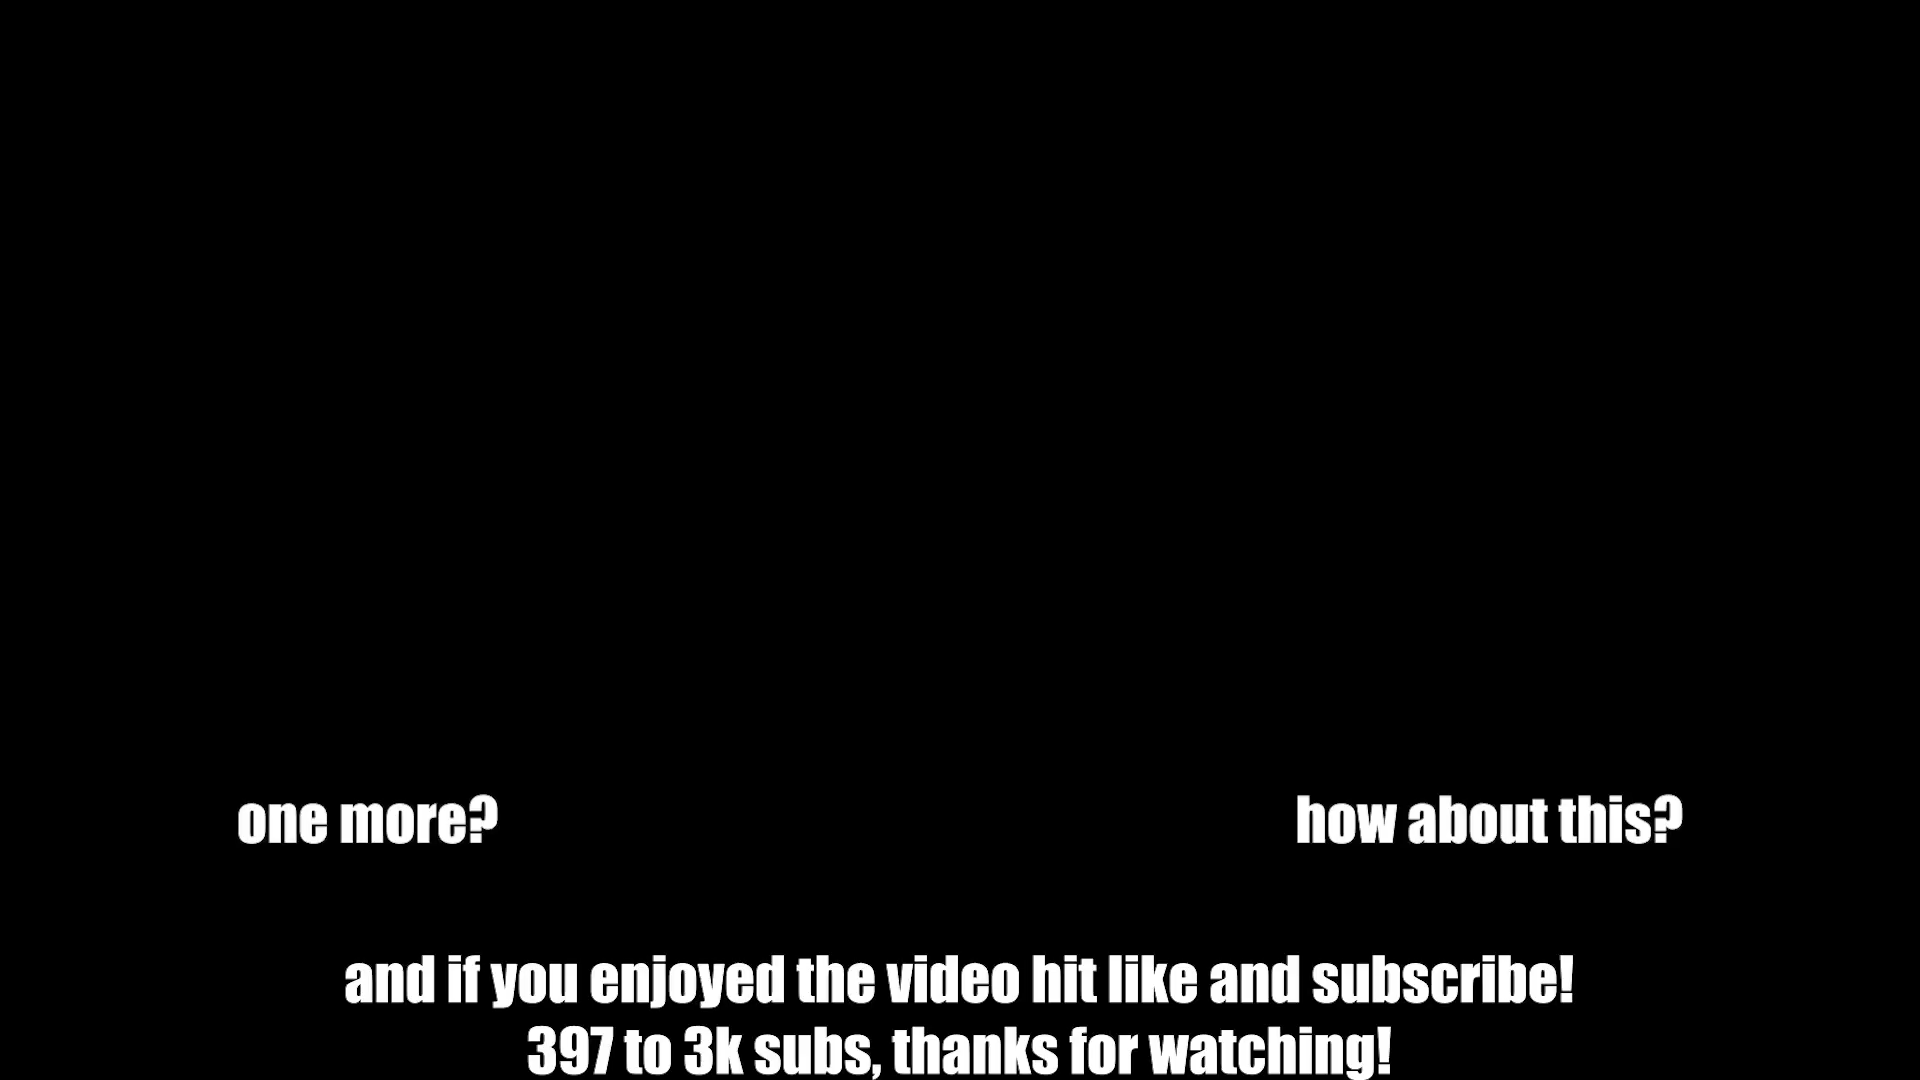 one more?
how about this?
and if you enjoyed the video hit like and subscribe!
397 to 3k subs, thanks for watching!